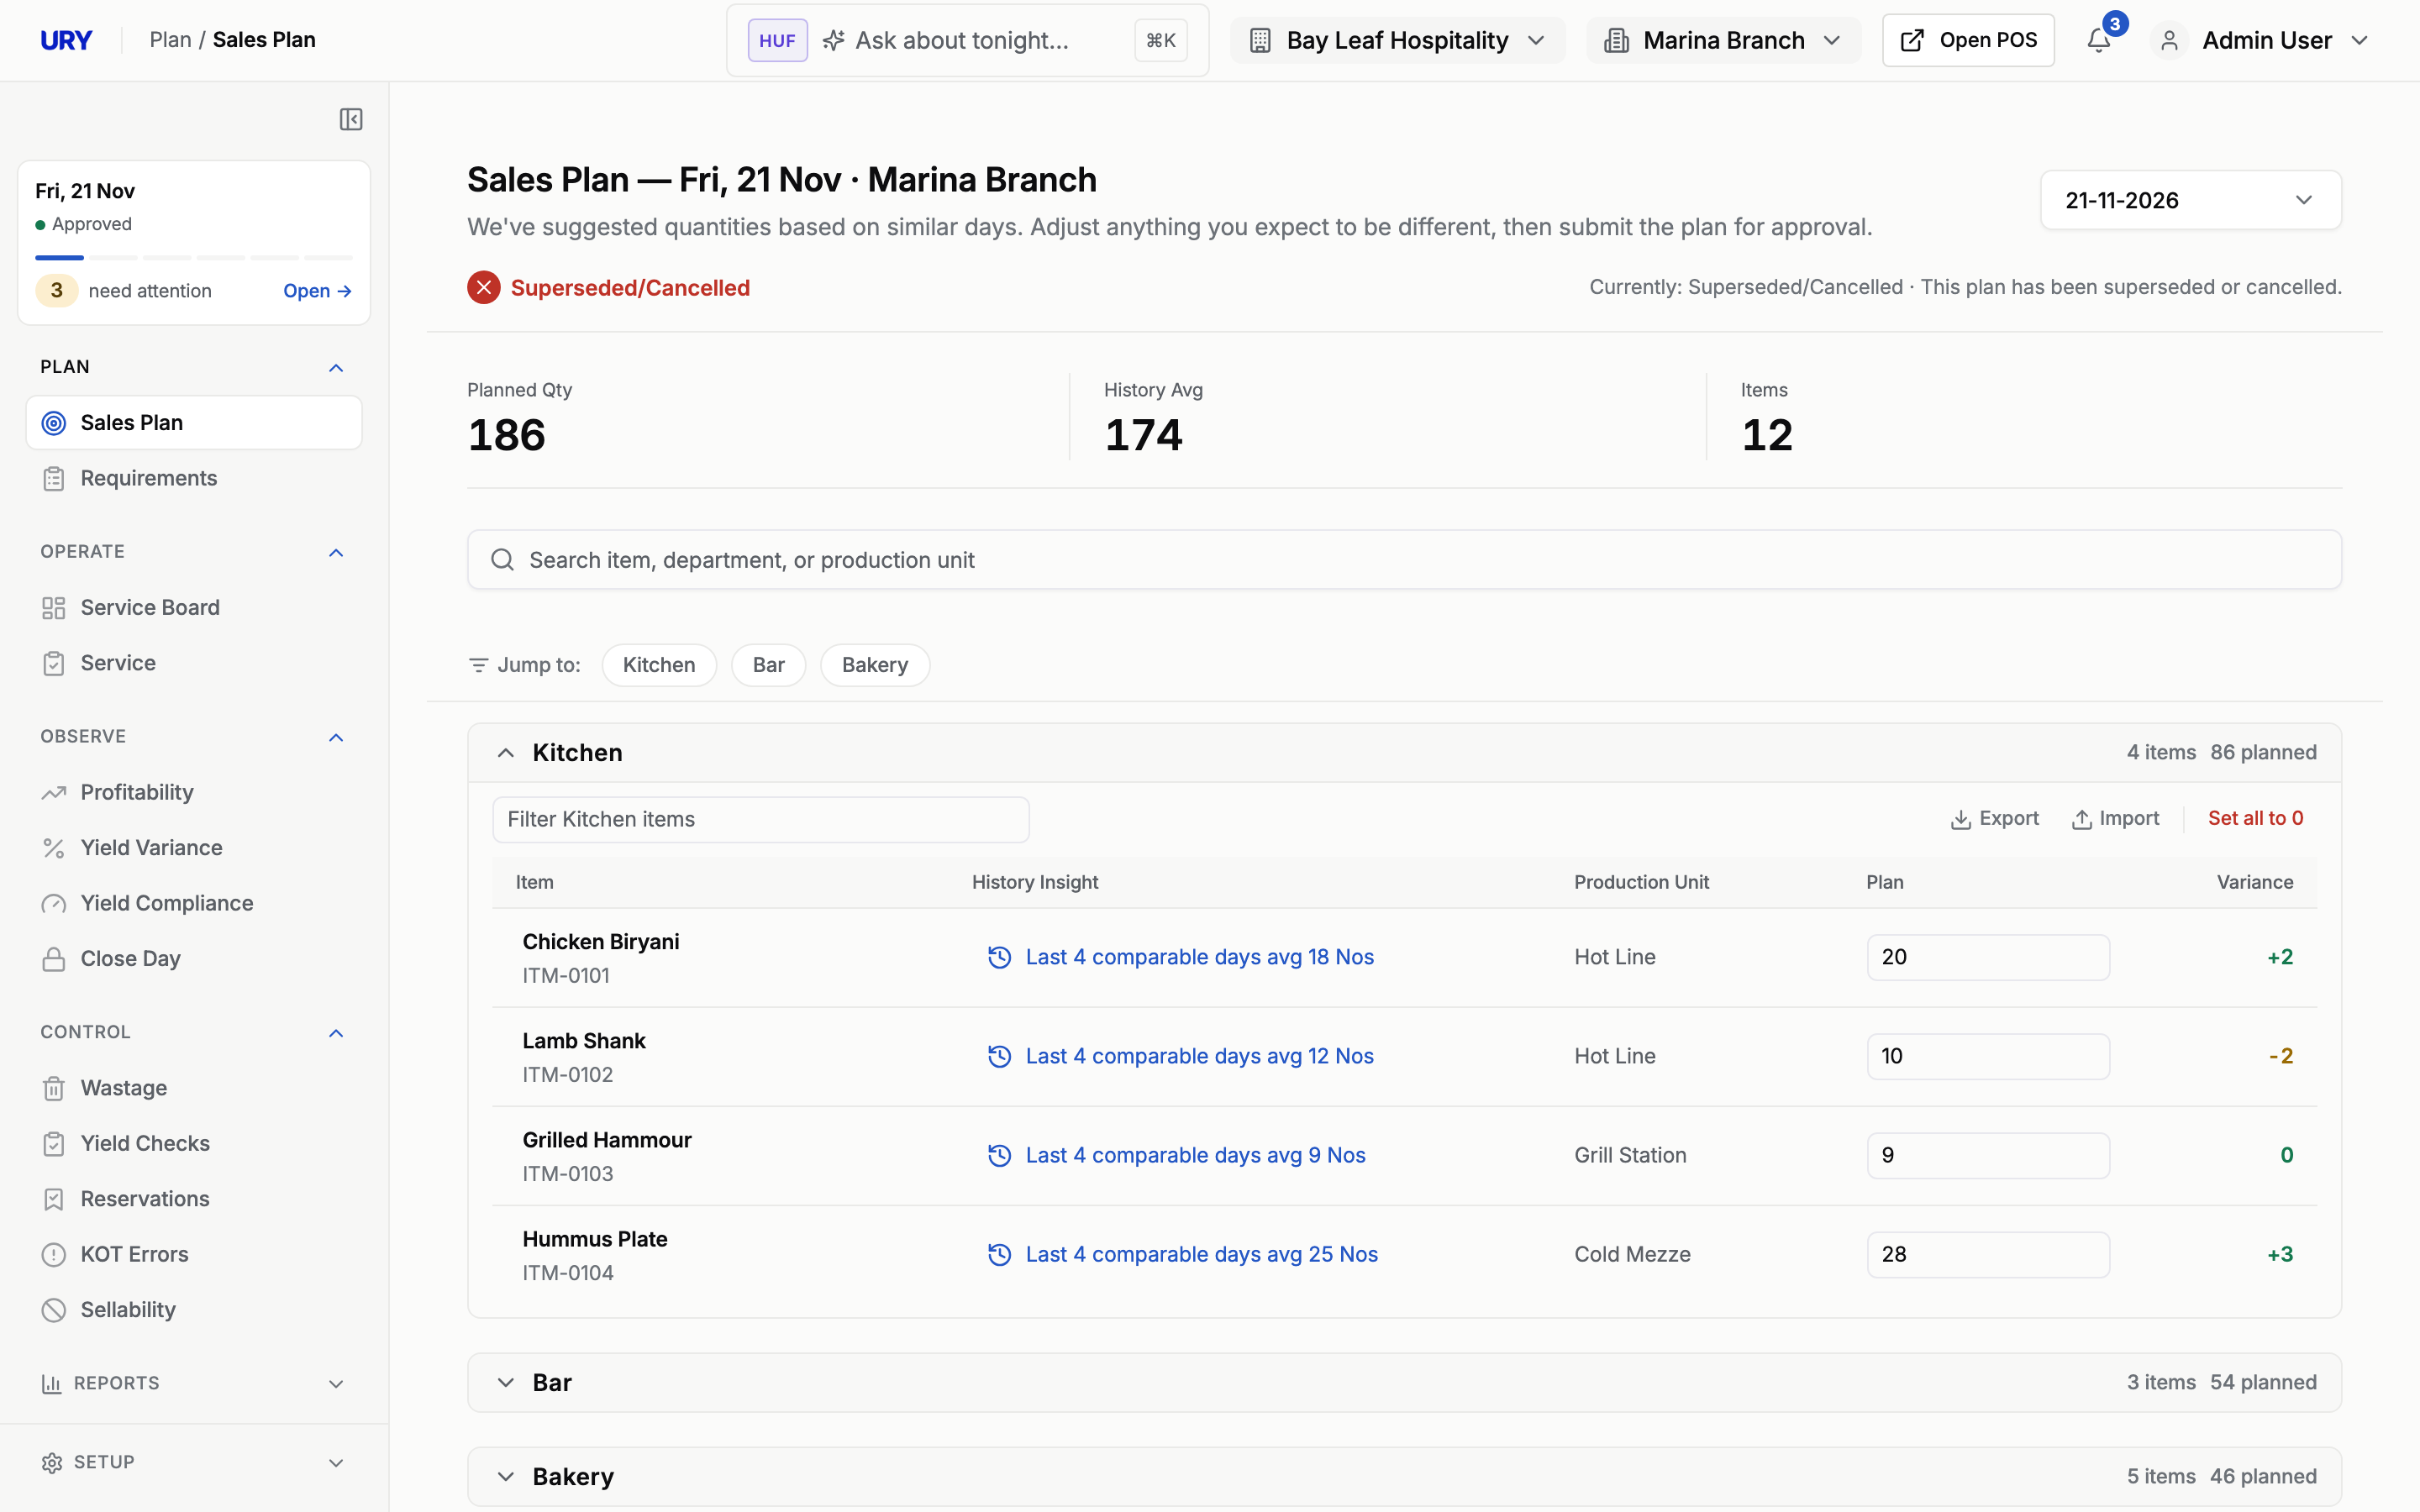 URY
Plan / Sales Plan
HUF Ask about tonight... ⌘K
Bay Leaf Hospitality
Marina Branch
Open POS
3
Admin User
Fri, 21 Nov
Approved
3 need attention Open →
PLAN
Sales Plan
Requirements
OPERATE
Service Board
Service
OBSERVE
Profitability
Yield Variance
Yield Compliance
Close Day
CONTROL
Wastage
Yield Checks
Reservations
KOT Errors
Sellability
REPORTS
SETUP
Sales Plan — Fri, 21 Nov · Marina Branch
We've suggested quantities based on similar days. Adjust anything you expect to be different, then submit the plan for approval.
21-11-2026
Superseded/Cancelled
Currently: Superseded/Cancelled · This plan has been superseded or cancelled.
Planned Qty
186
History Avg
174
Items
12
Search item, department, or production unit
Jump to: Kitchen Bar Bakery
Kitchen 4 items 86 planned
Filter Kitchen items Export Import Set all to 0
Item History Insight Production Unit Plan Variance
Chicken Biryani
ITM-0101
Last 4 comparable days avg 18 Nos Hot Line 20 +2
Lamb Shank
ITM-0102
Last 4 comparable days avg 12 Nos Hot Line 10 -2
Grilled Hammour
ITM-0103
Last 4 comparable days avg 9 Nos Grill Station 9 0
Hummus Plate
ITM-0104
Last 4 comparable days avg 25 Nos Cold Mezze 28 +3
Bar 3 items 54 planned
Bakery 5 items 46 planned